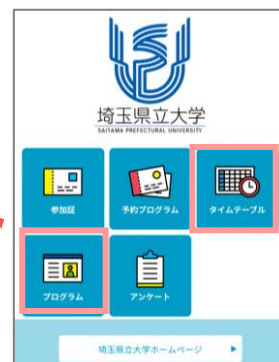 埼玉県立大学
SAITAMA PREFECTURAL UNIVERSITY
参加証
予約プログラム
タイムテーブル
プログラム
アンケート
埼玉県立大学ホームページ